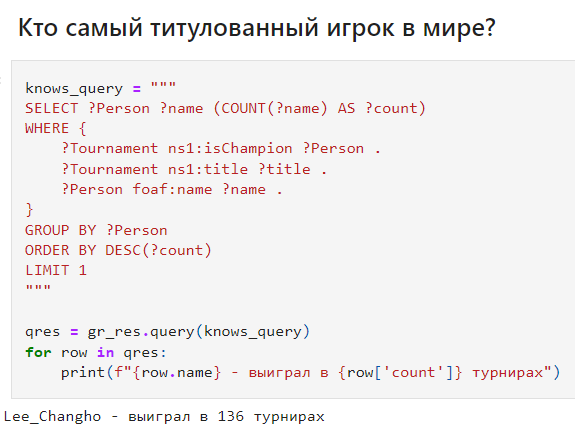 Кто самый титулованный игрок в мире?
knows_query = """
SELECT ?Person ?name (COUNT(?name) AS ?count)
WHERE {
    ?Tournament ns1:isChampion ?Person .
    ?Tournament ns1:title ?title .
    ?Person foaf:name ?name .
}
GROUP BY ?Person
ORDER BY DESC(?count)
LIMIT 1
"""
qres = gr_res.query(knows_query)
for row in qres:
    print(f"{row.name} - выиграл в {row['count']} турнирах")
Lee_Changho - выиграл в 136 турнирах